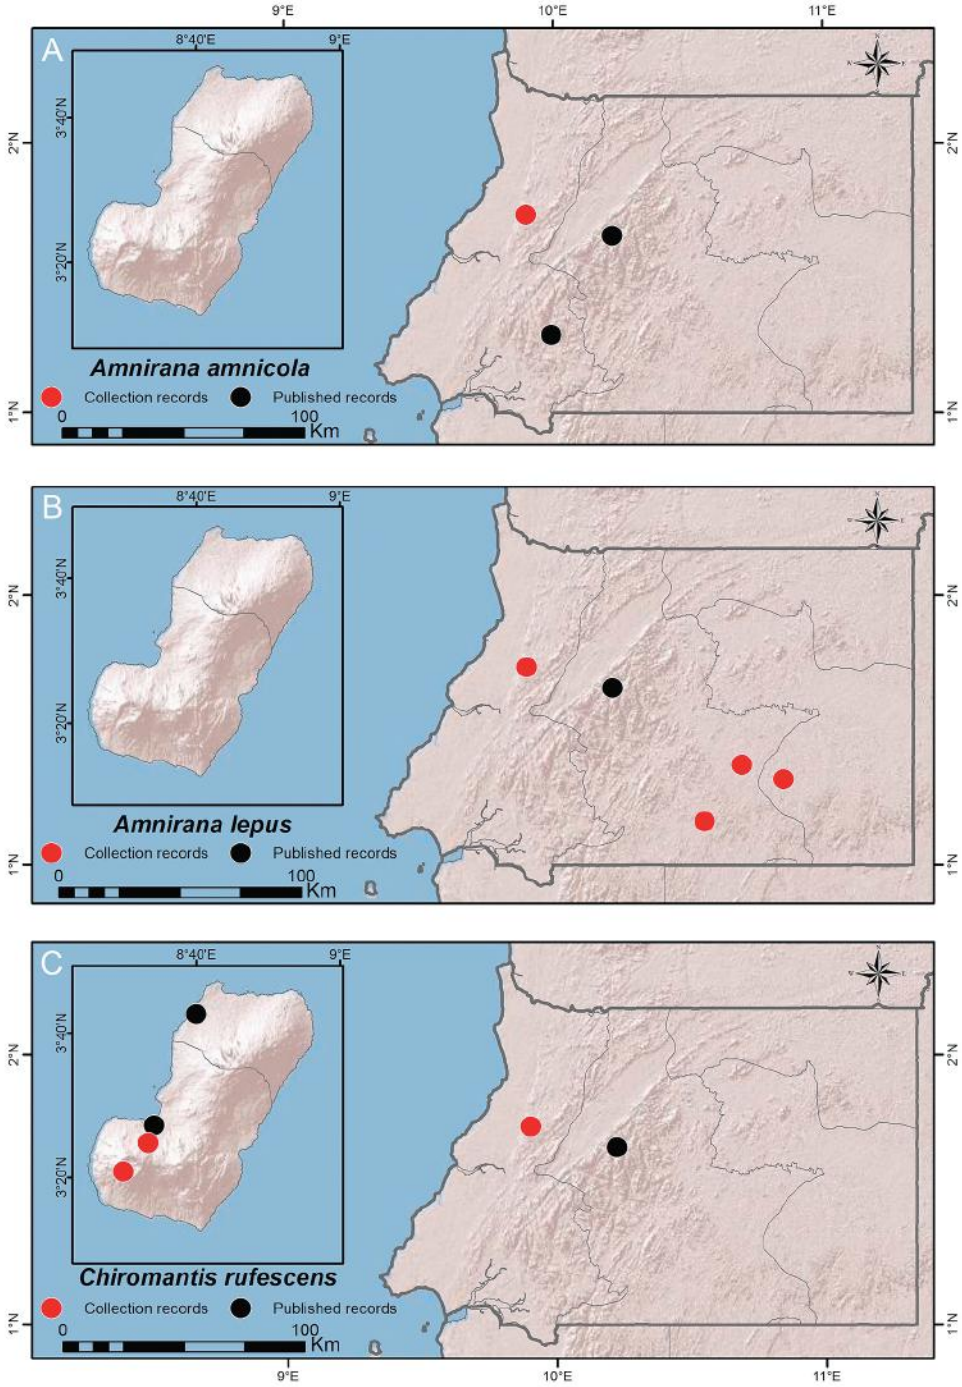 9°E 10°E 11°E
A
8°40'E 9°E
3°40'N
3°20'N
2°N 2°N
1°N 1°N
N
Amnirana amnicola
Collection records Published records
0 100
Km
B
8°40'E 9°E
3°40'N
3°20'N
2°N 2°N
1°N 1°N
N
Amnirana lepus
Collection records Published records
0 100
Km
C
8°40'E 9°E
3°40'N
3°20'N
2°N 2°N
1°N 1°N
N
Chiromantis rufescens
Collection records Published records
0 100
Km
9°E 10°E 11°E